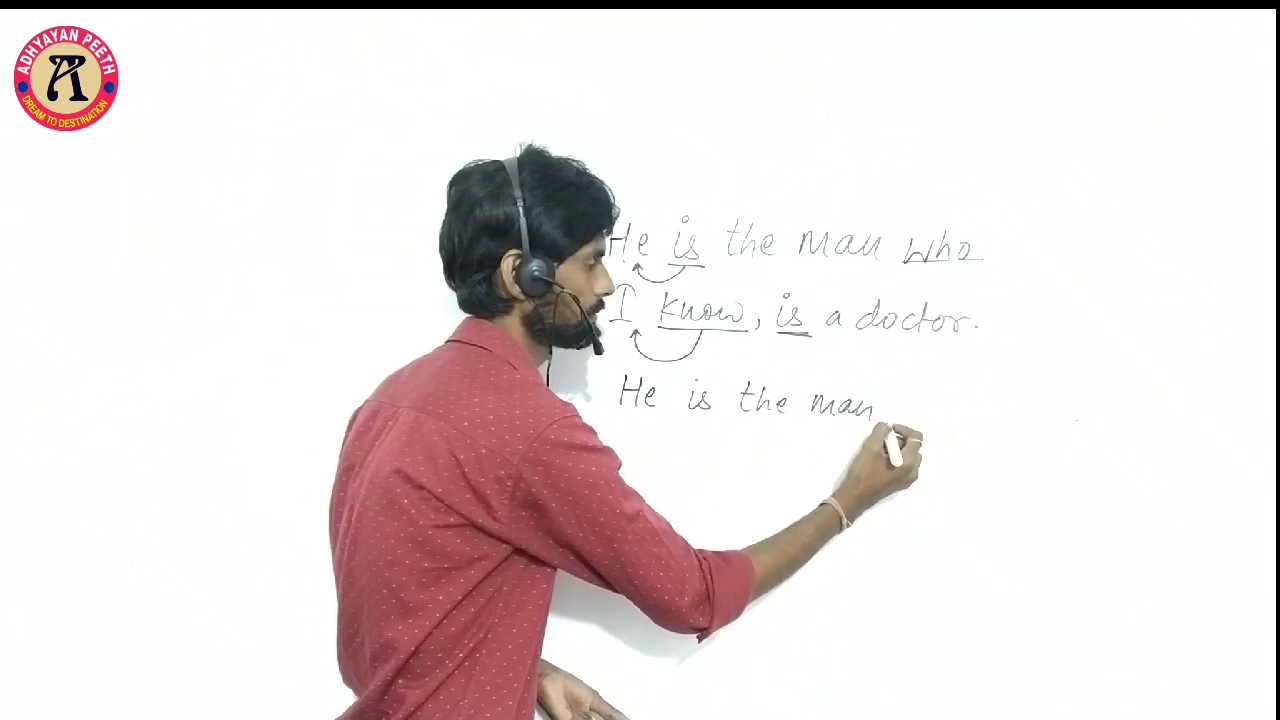 ADHYAYAN PEETH
A
DREAM TO DESTINATION
He is the man who
I know, is a doctor.
He is the man